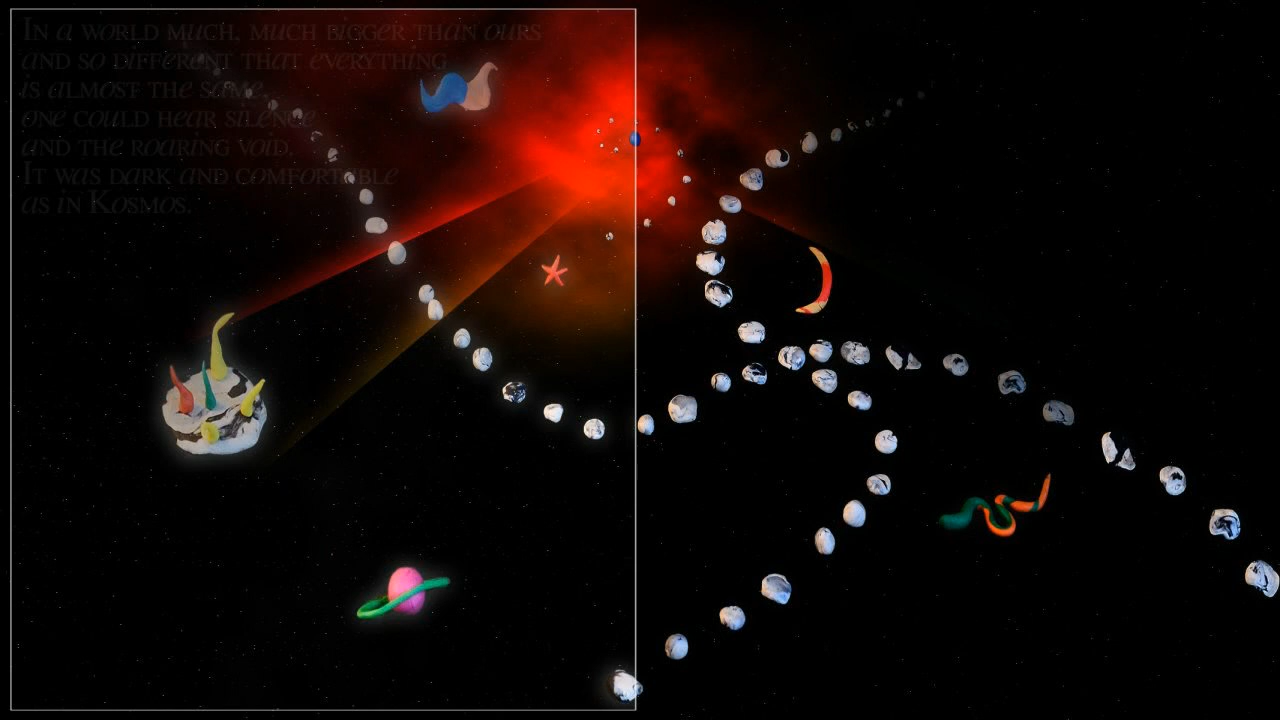 In a world much, much bigger than ours
and so different that everything
is almost the same,
one could hear silence
and the roaring void.
It was dark and comfortable
as in Kosmos.